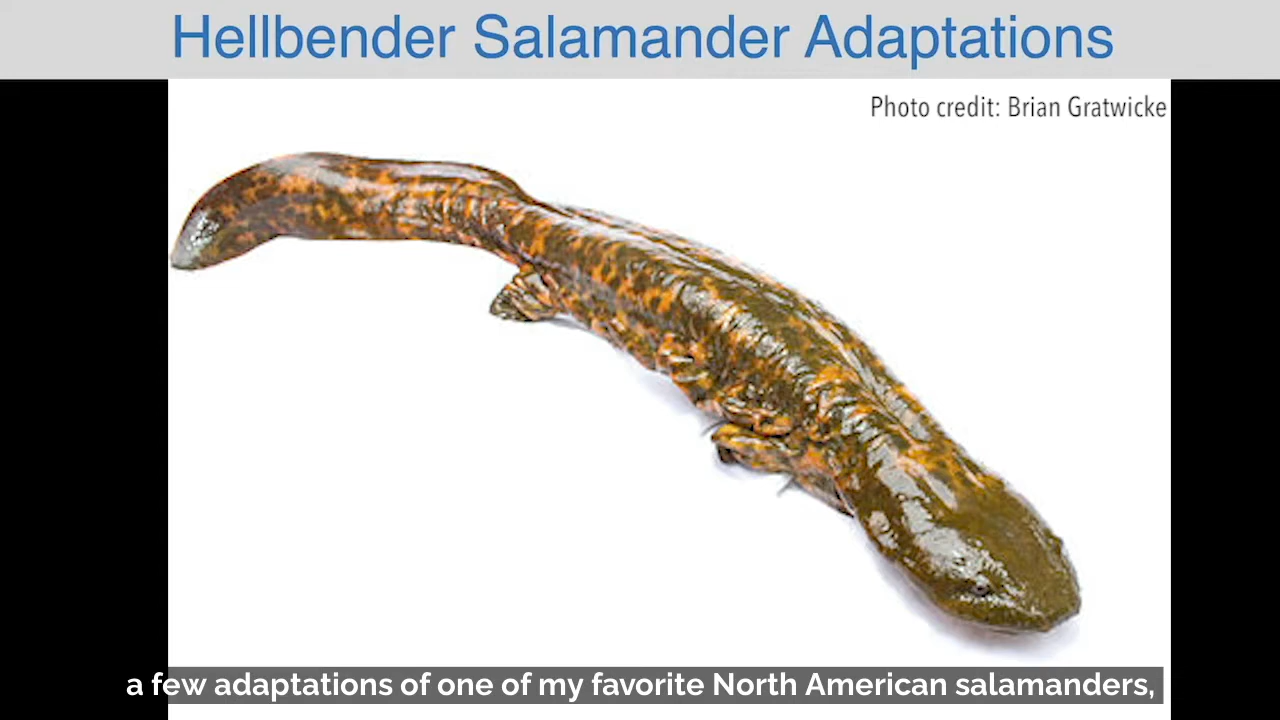 Hellbender Salamander Adaptations
Photo credit: Brian Gratwicke
a few adaptations of one of my favorite North American salamanders,